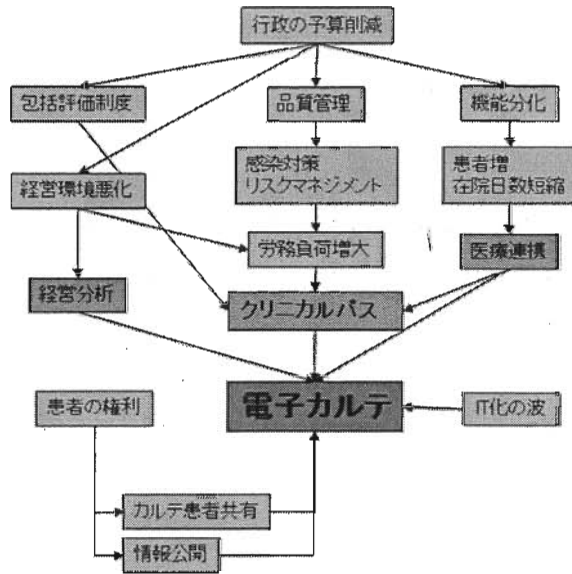 行政の予算削減
包括評価制度
品質管理
機能分化
経営環境悪化
感染対策
リスクマネジメント
患者増
在院日数短縮
労務負荷増大
医療連携
経営分析
クリニカルパス
患者の権利
電子カルテ
IT化の波
カルテ患者共有
情報公開